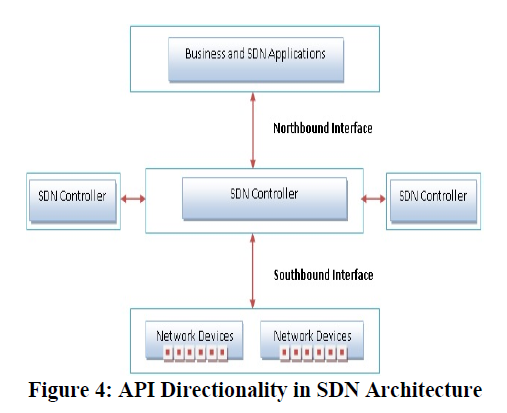 Business and SDN Applications
Northbound Interface
SDN Controller
SDN Controller
SDN Controller
Southbound Interface
Network Devices
Network Devices
Figure 4: API Directionality in SDN Architecture